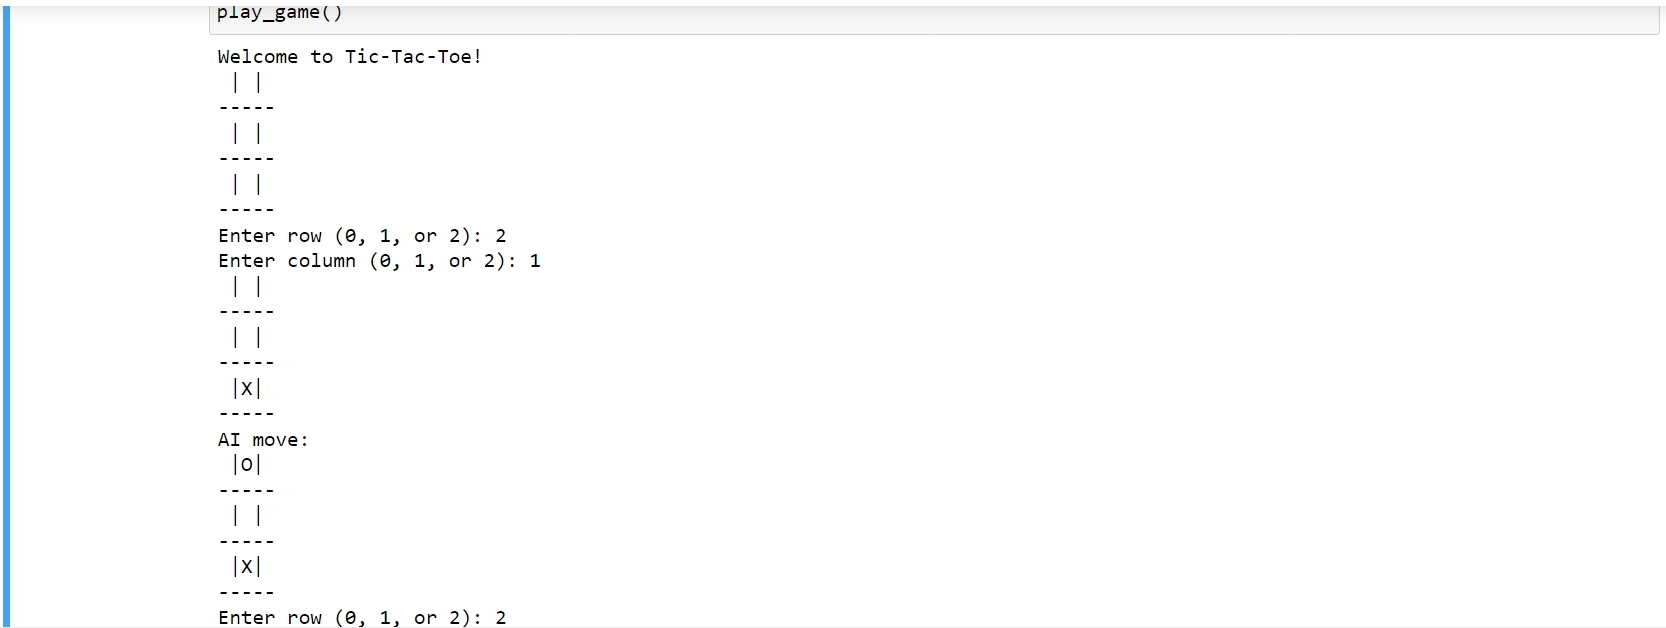 play_game()
Welcome to Tic-Tac-Toe!
 | |
-----
 | |
-----
 | |
-----
Enter row (0, 1, or 2): 2
Enter column (0, 1, or 2): 1
 | |
-----
 | |
-----
 |X|
-----
AI move:
 |O|
-----
 | |
-----
 |X|
-----
Enter row (0, 1, or 2): 2